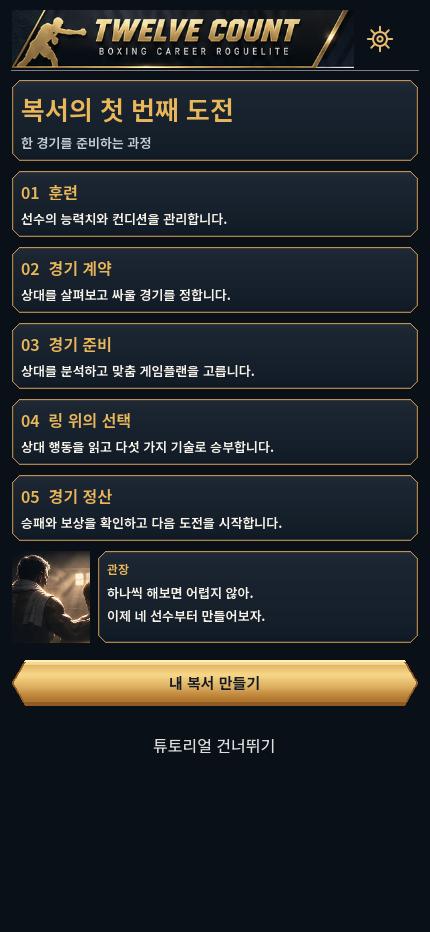 TWELVE COUNT
BOXING CAREER ROGUELITE
복서의 첫 번째 도전
한 경기를 준비하는 과정
01 훈련
선수의 능력치와 컨디션을 관리합니다.
02 경기 계약
상대를 살펴보고 싸울 경기를 정합니다.
03 경기 준비
상대를 분석하고 맞춤 게임플랜을 고릅니다.
04 링 위의 선택
상대 행동을 읽고 다섯 가지 기술로 승부합니다.
05 경기 정산
승패와 보상을 확인하고 다음 도전을 시작합니다.
관장
하나씩 해보면 어렵지 않아.
이제 네 선수부터 만들어보자.
내 복서 만들기
튜토리얼 건너뛰기